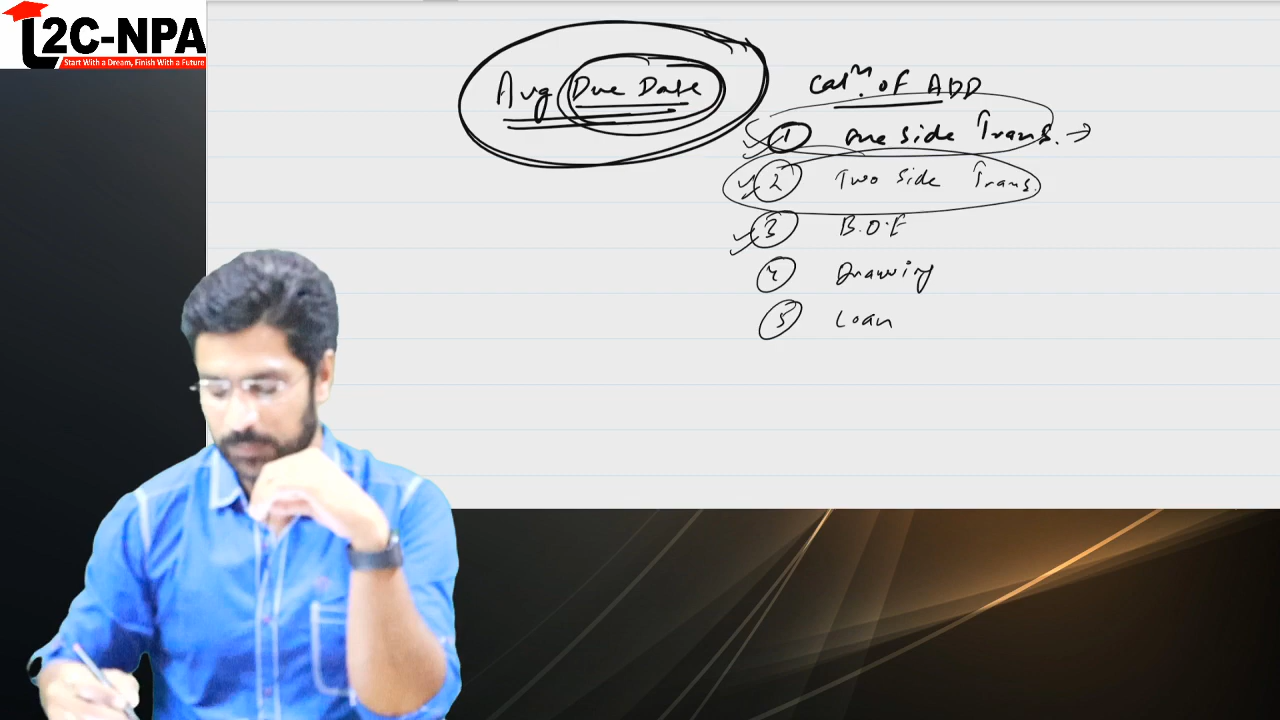 L2C-NPA
Start With a Dream, Finish With a Future
Avg Due Date
Calⁿ. of ADD
1 One side Trans. →
2 Two side Trans.
3 B.O.E
4 Drawing
5 Loan